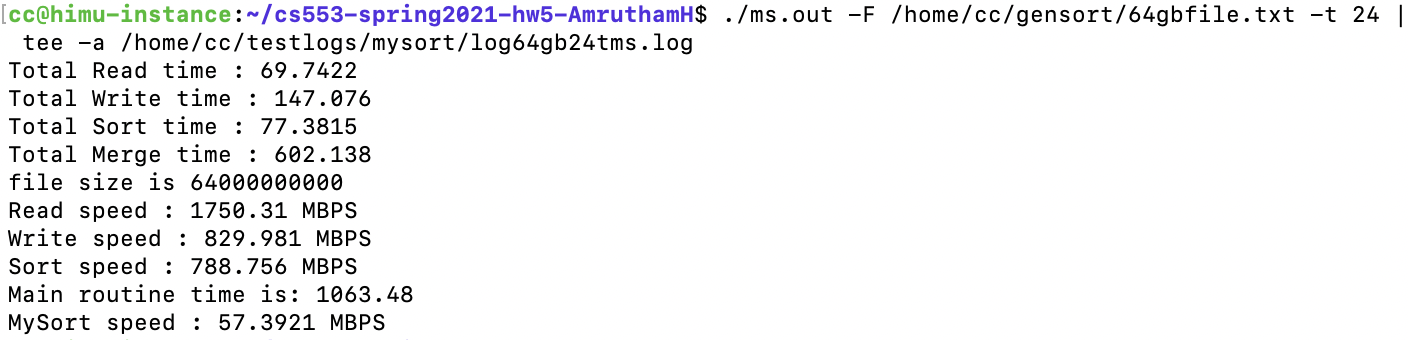 [cc@himu-instance:~/cs553-spring2021-hw5-AmruthamH$ ./ms.out -F /home/cc/gensort/64gbfile.txt -t 24 |
tee -a /home/cc/testlogs/mysort/log64gb24tms.log
Total Read time : 69.7422
Total Write time : 147.076
Total Sort time : 77.3815
Total Merge time : 602.138
file size is 64000000000
Read speed : 1750.31 MBPS
Write speed : 829.981 MBPS
Sort speed : 788.756 MBPS
Main routine time is: 1063.48
MySort speed : 57.3921 MBPS